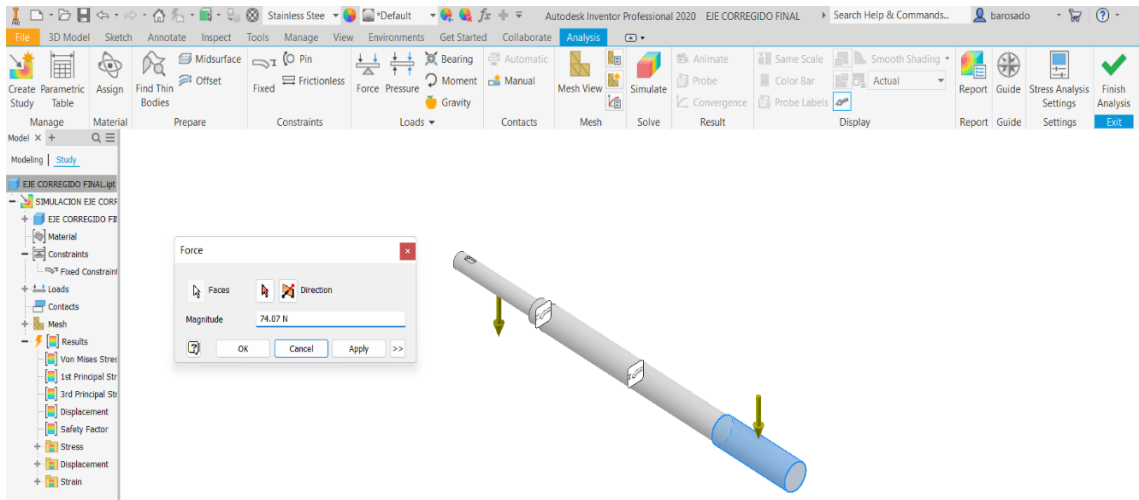 PRO
Stainless Stee
*Default
fx
Autodesk Inventor Professional 2020 EJE CORREGIDO FINAL
Search Help & Commands...
barosado
File 3D Model Sketch Annotate Inspect Tools Manage View Environments Get Started Collaborate Analysis
Create Study
Parametric Table
Assign
Find Thin Bodies
Midsurface
Offset
Fixed
Pin
Frictionless
Force
Pressure
Bearing
Moment
Gravity
Automatic
Manual
Mesh View
Simulate
Animate
Probe
Convergence
Same Scale
Color Bar
Probe Labels
Smooth Shading
Actual
Report
Guide
Stress Analysis Settings
Finish Analysis
Manage Material Prepare Constraints Loads Contacts Mesh Solve Result Display Report Guide Settings Exit
Model × +
Modeling | Study
EJE CORREGIDO FINAL.ipt
SIMULACION EJE CORR
EJE CORREGIDO FI
Material
Constraints
Fixed Constraint
Loads
Contacts
Mesh
Results
Von Mises Stres
1st Principal Str
3rd Principal Str
Displacement
Safety Factor
Stress
Displacement
Strain
Force
Faces
Direction
Magnitude 74.07 N
OK Cancel Apply >>